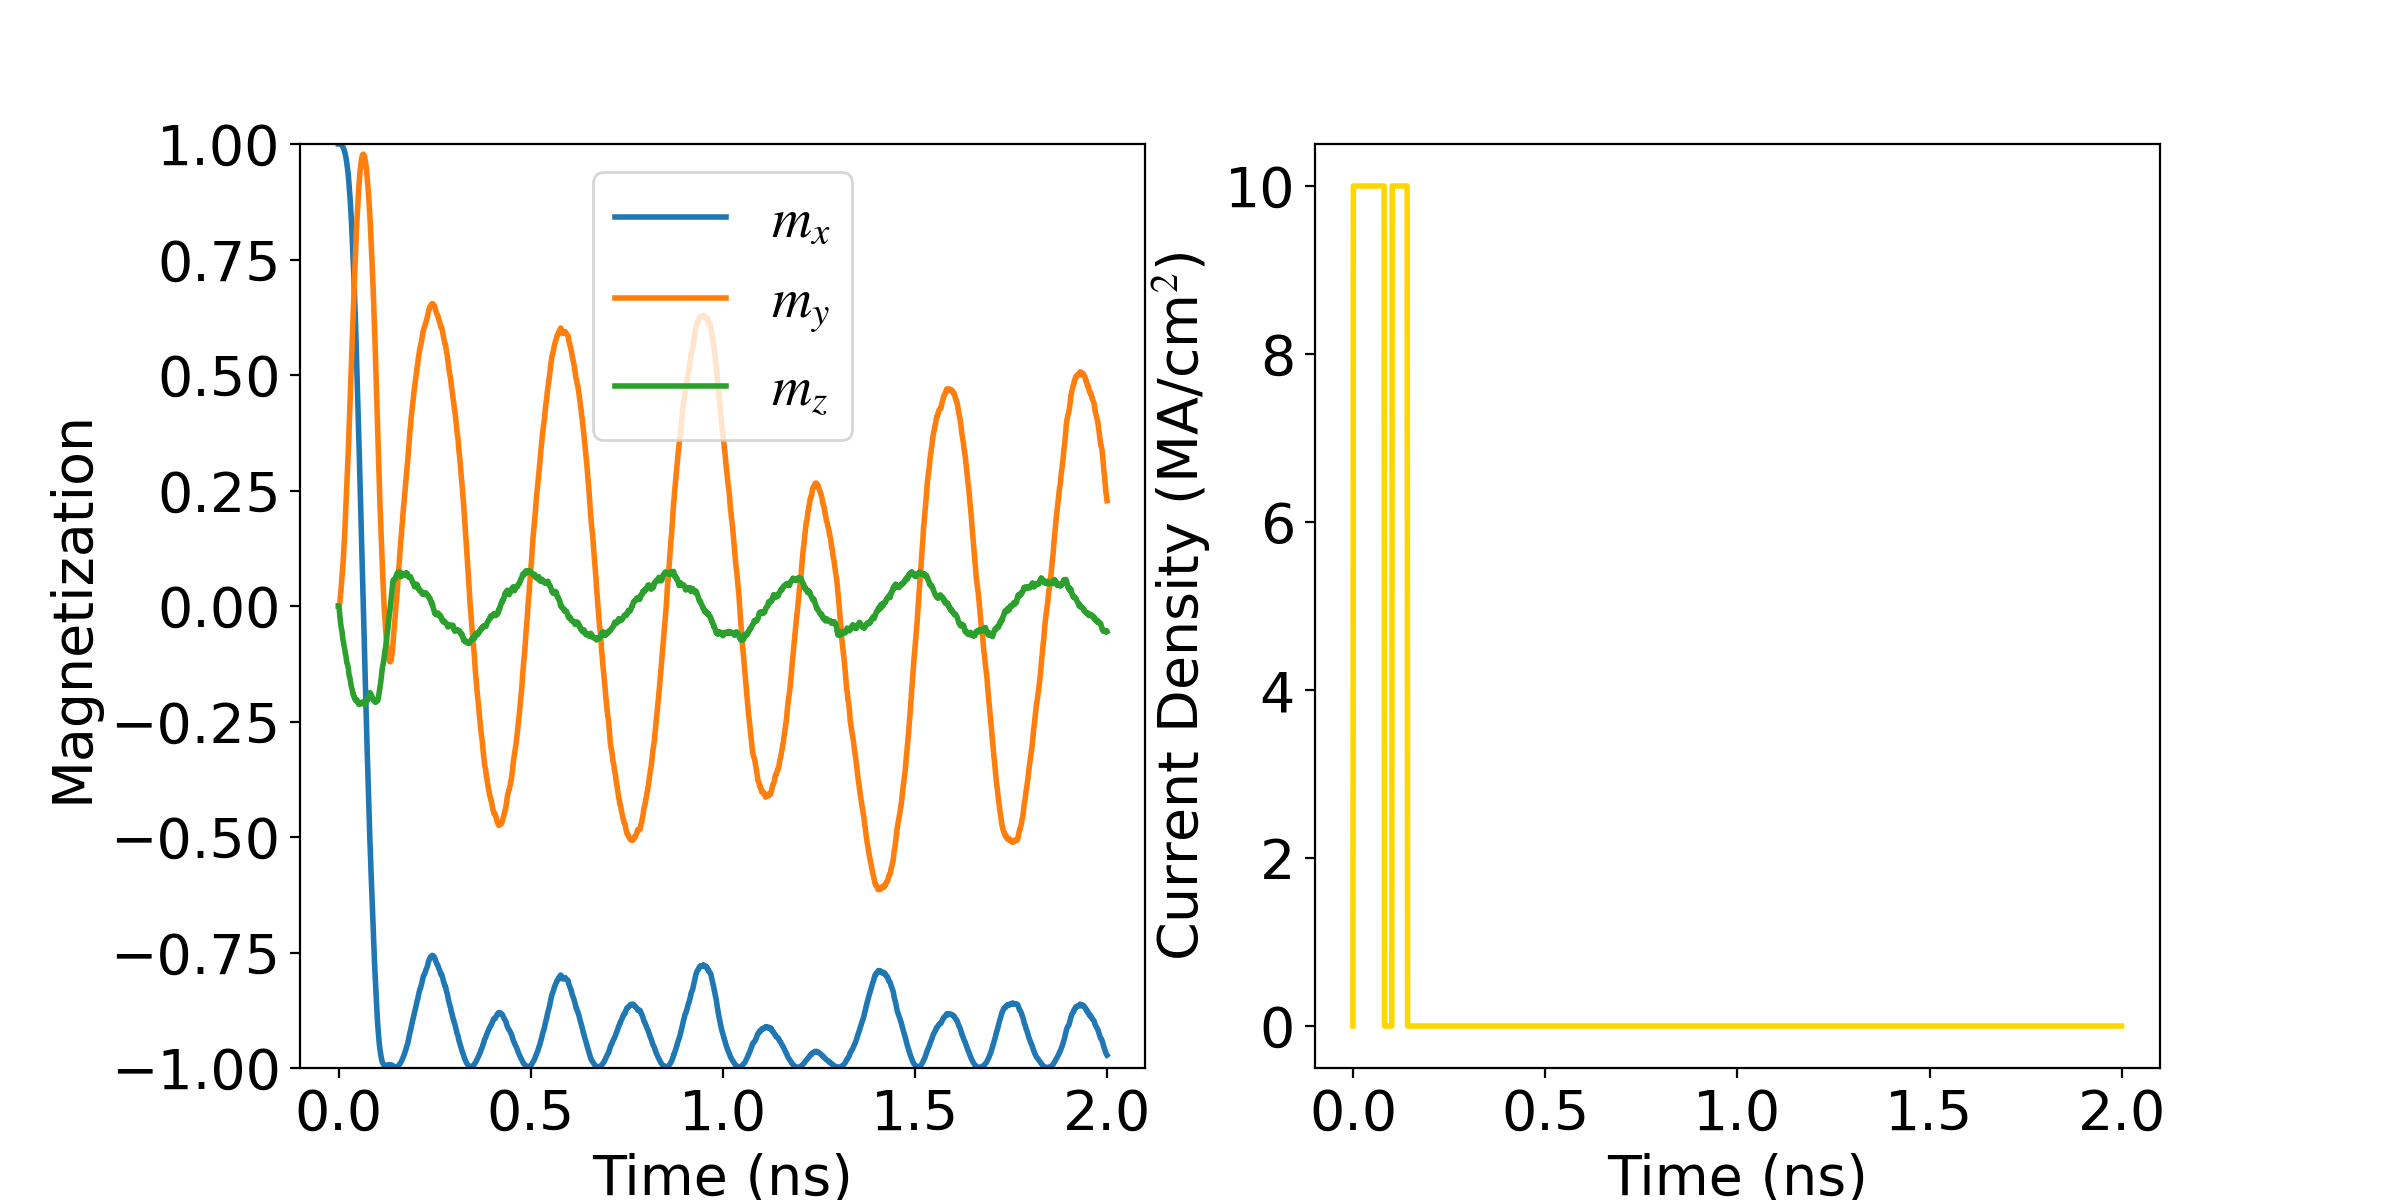 1.00
0.75
0.50
0.25
0.00
−0.25
−0.50
−0.75
−1.00
Magnetization
0.0 0.5 1.0 1.5 2.0
Time (ns)
m_x
m_y
m_z
10
8
6
4
2
0
Current Density (MA/cm²)
0.0 0.5 1.0 1.5 2.0
Time (ns)